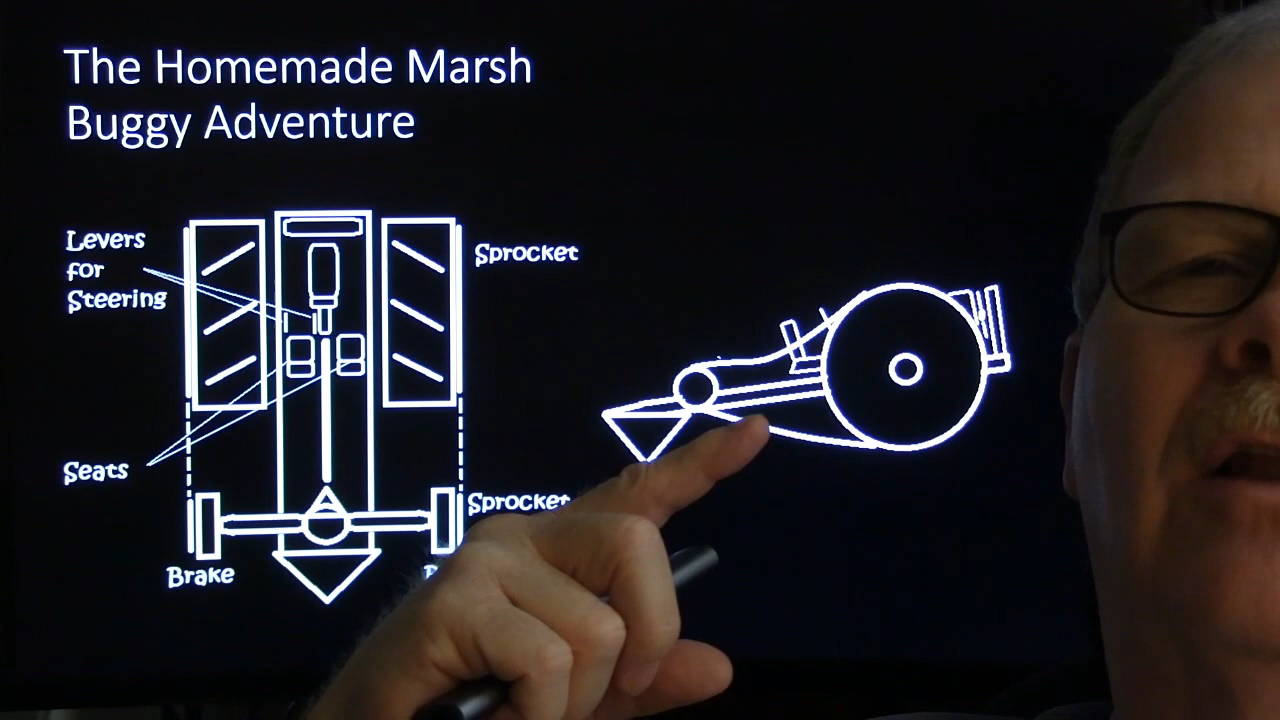 The Homemade Marsh
Buggy Adventure
Levers
for
Steering
Sprocket
Seats
Sprocket
Brake